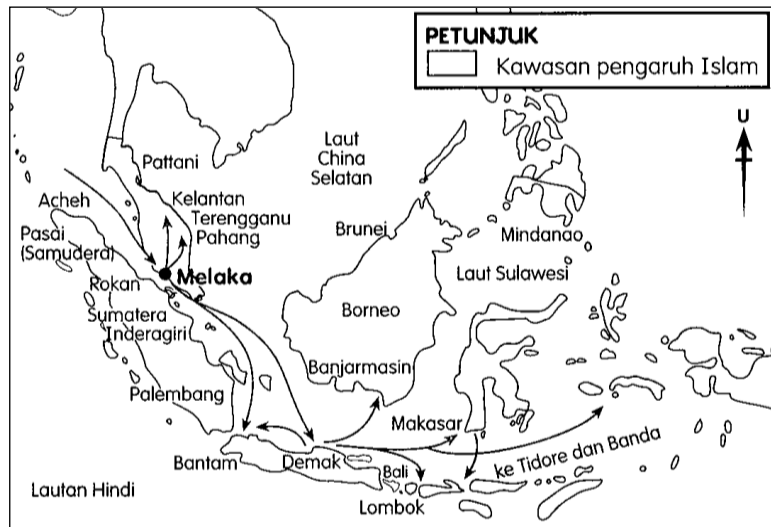 PETUNJUK
Kawasan pengaruh Islam
U
Laut
China
Selatan
Pattani
Kelantan
Terengganu
Pahang
Acheh
Pasai
(Samudera)
Melaka
Rokan
Sumatera
Inderagiri
Palembang
Brunei
Mindanao
Laut Sulawesi
Borneo
Banjarmasin
Makasar
Bantam
Demak
Bali
Lombok
ke Tidore dan Banda
Lautan Hindi